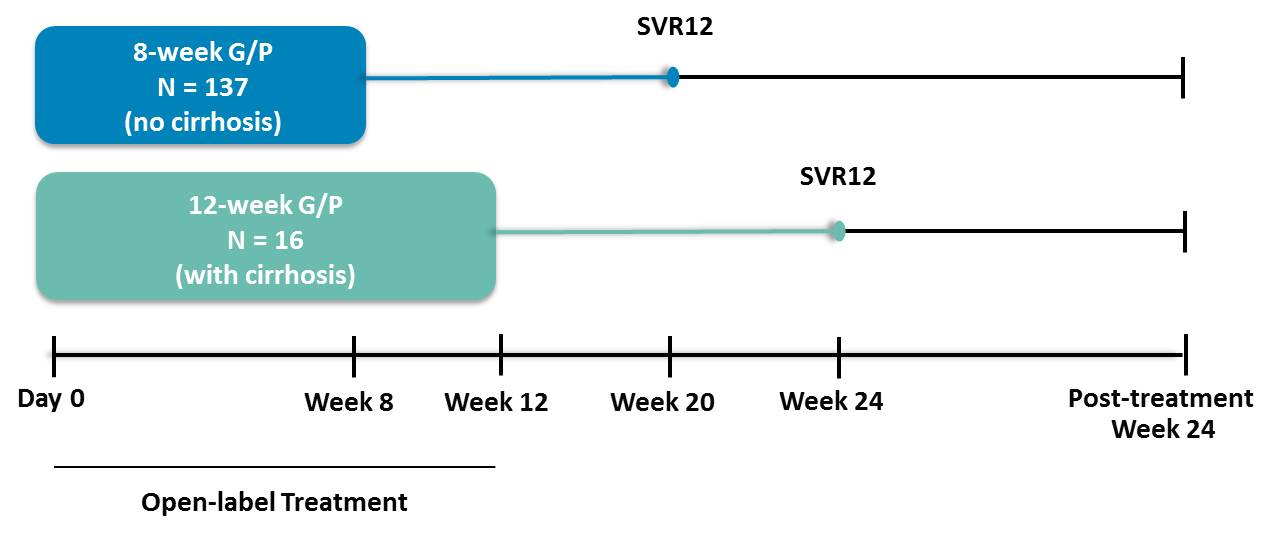 SVR12
8-week G/P
N = 137
(no cirrhosis)
SVR12
12-week G/P
N = 16
(with cirrhosis)
Day 0
Week 8
Week 12
Week 20
Week 24
Post-treatment
Week 24
Open-label Treatment